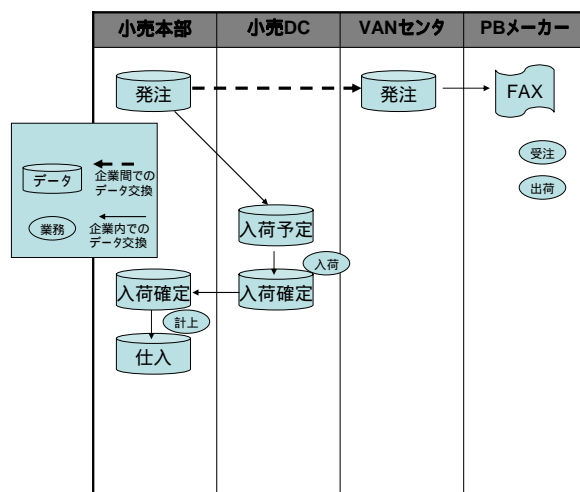 小売本部 小売DC VANセンタ PBメーカー
発注 発注 FAX
受注
出荷
データ
企業間での
データ交換
業務
企業内での
データ交換
入荷予定
入荷
入荷確定 入荷確定
計上
仕入